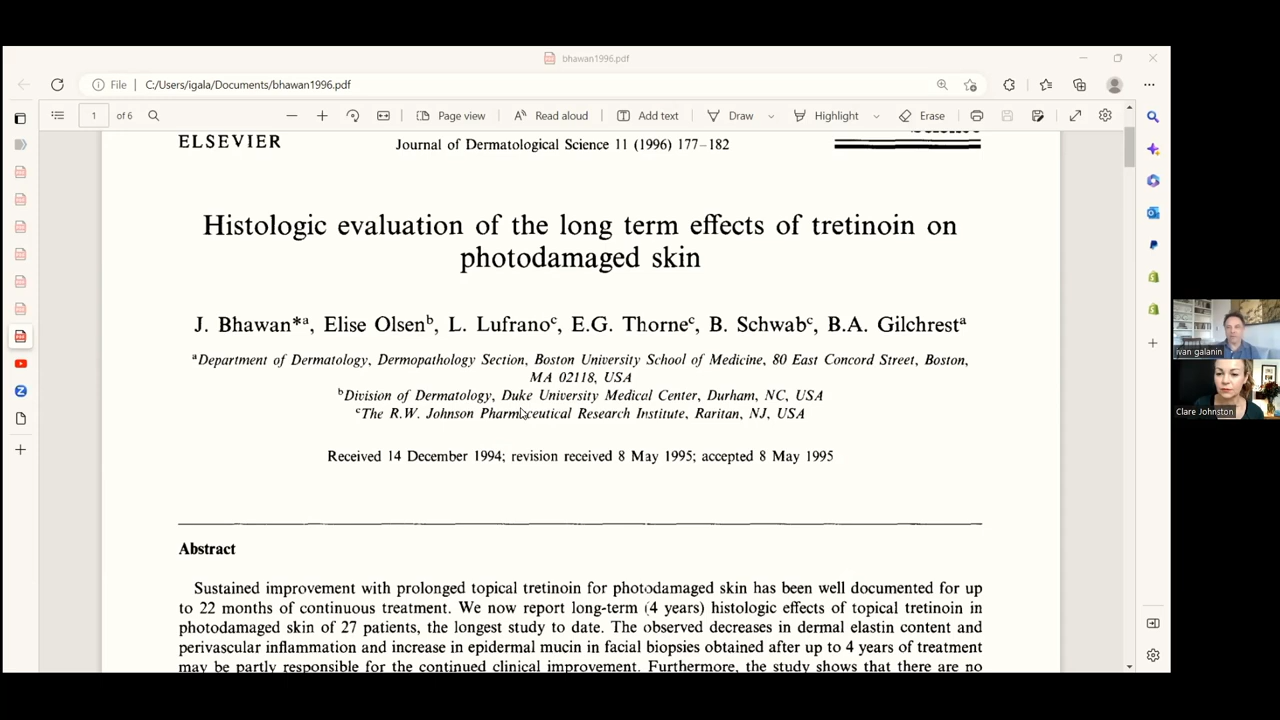 bhawan1996.pdf
File C:/Users/igala/Documents/bhawan1996.pdf
1 of 6 Page view Read aloud Add text Draw Highlight Erase
ELSEVIER Journal of Dermatological Science 11 (1996) 177–182
Histologic evaluation of the long term effects of tretinoin on
photodamaged skin
J. Bhawan*a, Elise Olsenb, L. Lufranoc, E.G. Thornec, B. Schwabc, B.A. Gilchresta
aDepartment of Dermatology, Dermopathology Section, Boston University School of Medicine, 80 East Concord Street, Boston,
MA 02118, USA
bDivision of Dermatology, Duke University Medical Center, Durham, NC, USA
cThe R.W. Johnson Pharmaceutical Research Institute, Raritan, NJ, USA
Received 14 December 1994; revision received 8 May 1995; accepted 8 May 1995
Abstract
Sustained improvement with prolonged topical tretinoin for photodamaged skin has been well documented for up
to 22 months of continuous treatment. We now report long-term (4 years) histologic effects of topical tretinoin in
photodamaged skin of 27 patients, the longest study to date. The observed decreases in dermal elastin content and
perivascular inflammation and increase in epidermal mucin in facial biopsies obtained after up to 4 years of treatment
may be partly responsible for the continued clinical improvement. Furthermore, the study shows that there are no
ivan galanin
Clare Johnston